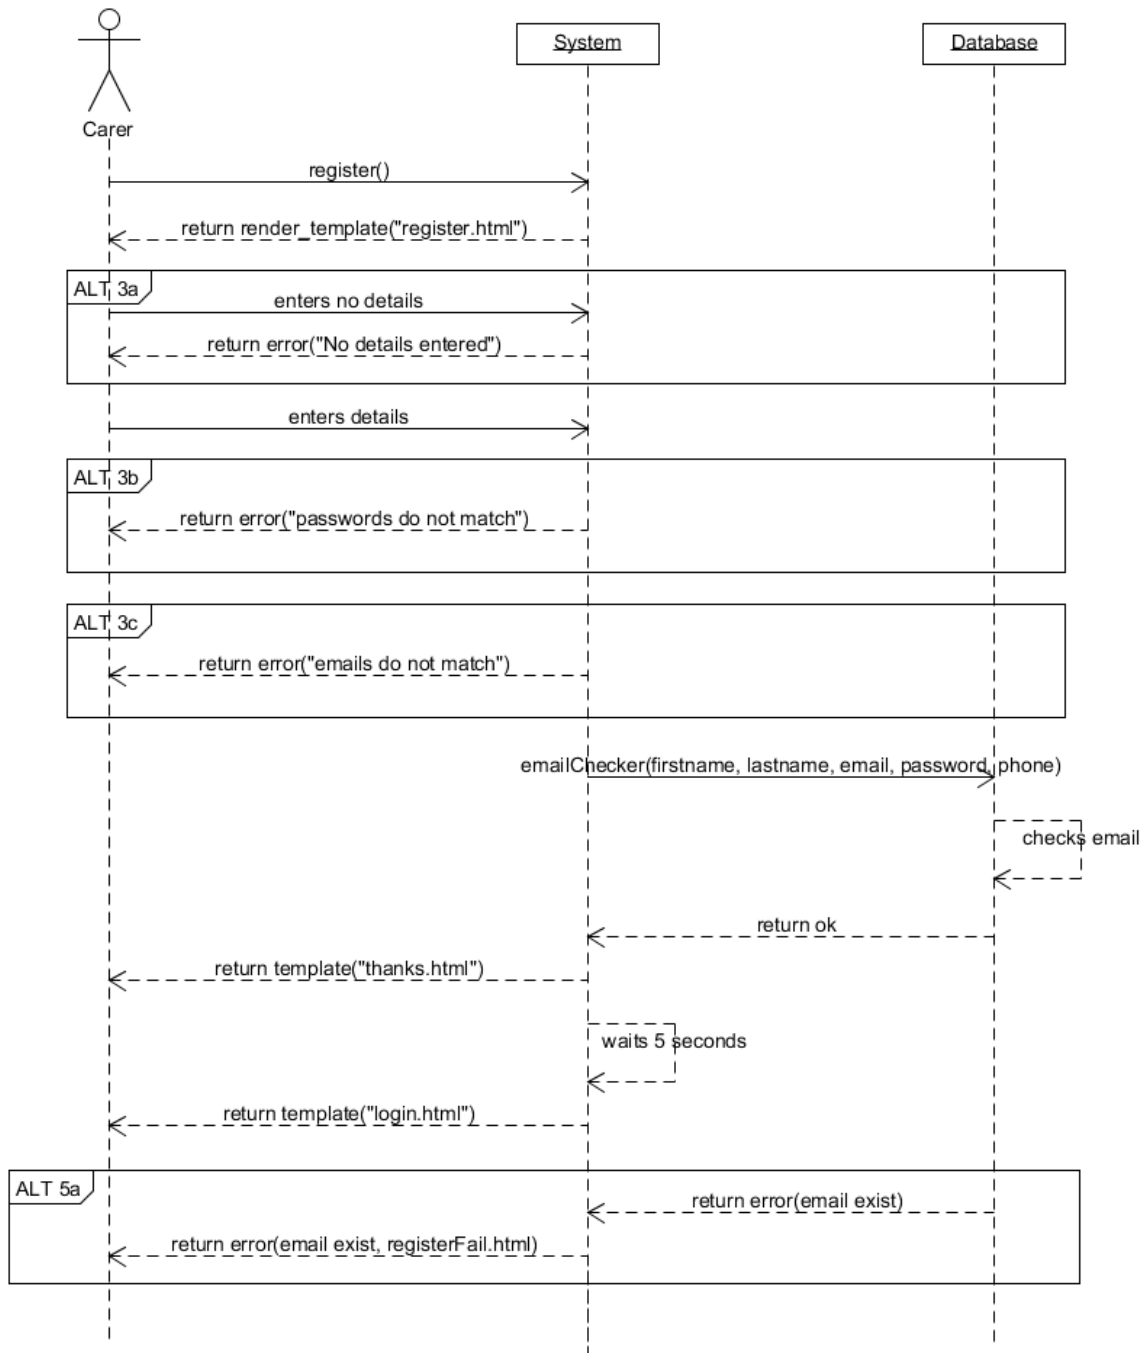 System
Database
Carer
register()
return render_template("register.html")
ALT 3a
enters no details
return error("No details entered")
enters details
ALT 3b
return error("passwords do not match")
ALT 3c
return error("emails do not match")
emailChecker(firstname, lastname, email, password, phone)
checks email
return ok
return template("thanks.html")
waits 5 seconds
return template("login.html")
ALT 5a
return error(email exist)
return error(email exist, registerFail.html)